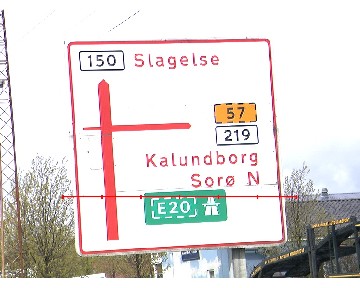 150 Slagelse
57
219
Kalundborg
Sorø N
E20